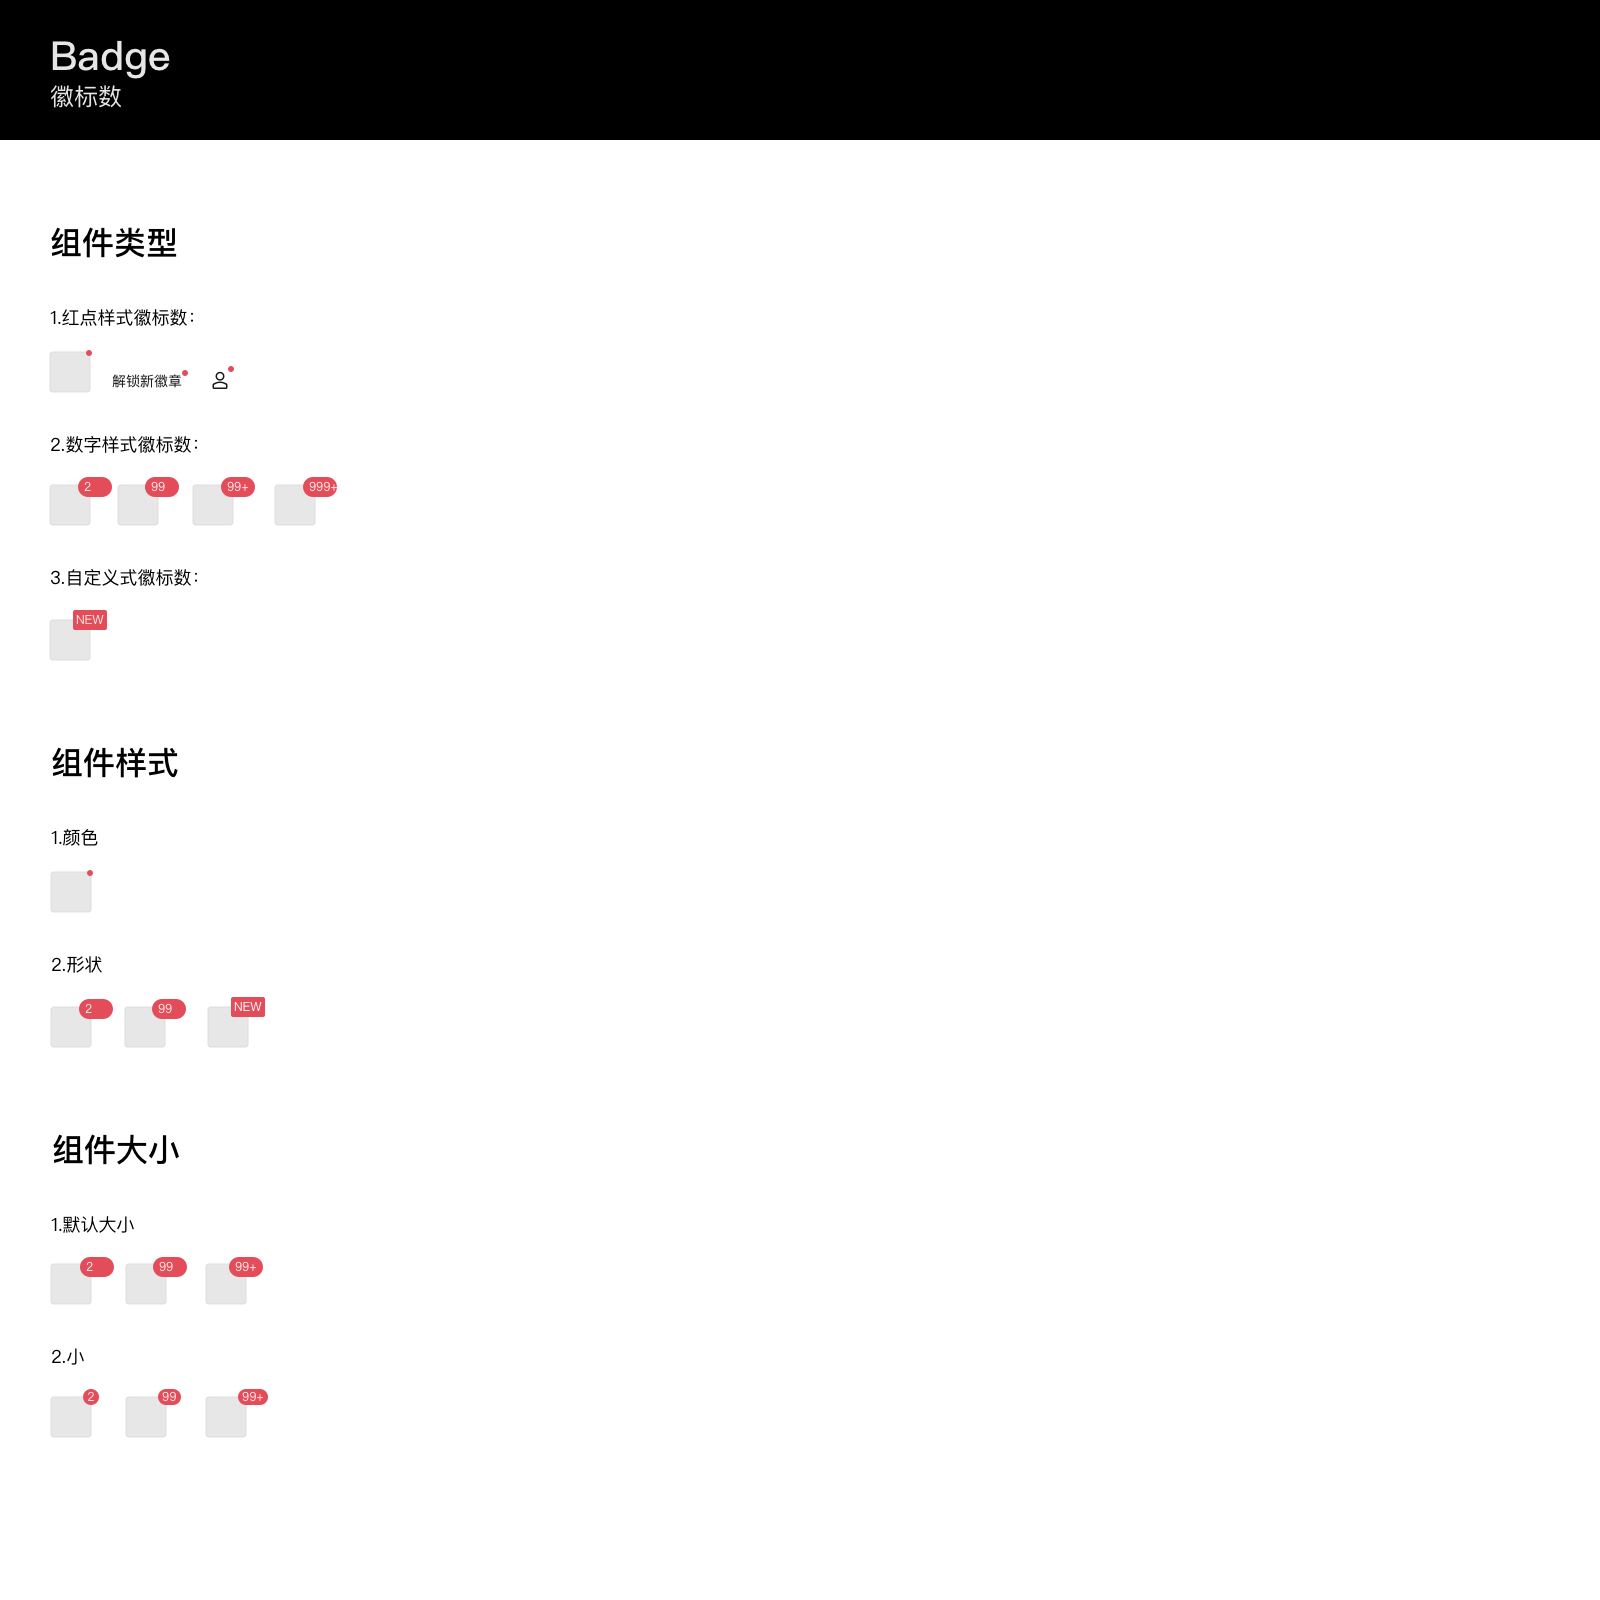 Badge
徽标数
组件类型
1.红点样式徽标数：
解锁新徽章
2.数字样式徽标数：
2 99 99+ 999+
3.自定义式徽标数：
NEW
组件样式
1.颜色
2.形状
2 99 NEW
组件大小
1.默认大小
2 99 99+
2.小
2 99 99+